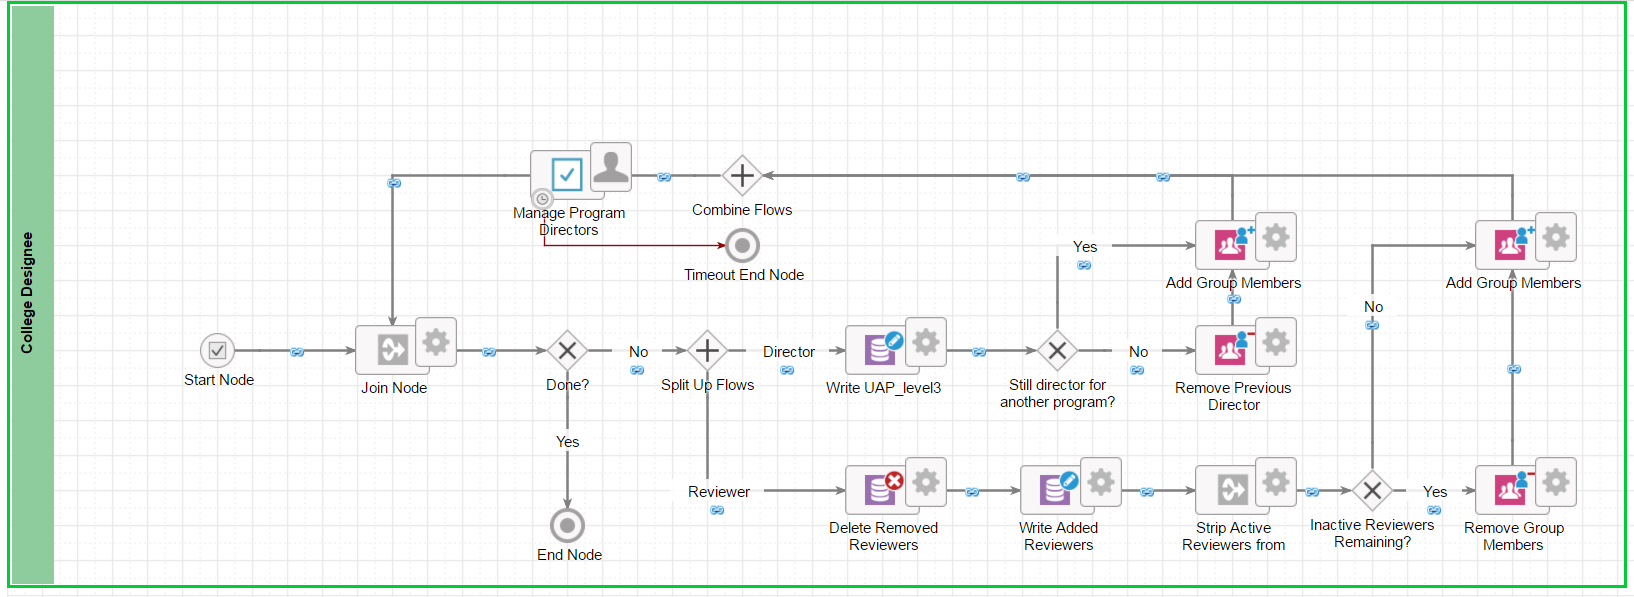 College Designee
Manage Program
Directors
Combine Flows
Timeout End Node
Yes
Add Group Members
Add Group Members
No
Start Node
Join Node
Done?
No
Split Up Flows
Director
Write UAP_level3
Still director for
another program?
No
Remove Previous
Director
Yes
Reviewer
End Node
Delete Removed
Reviewers
Write Added
Reviewers
Strip Active
Reviewers from
Inactive Reviewers
Remaining?
Yes
Remove Group
Members